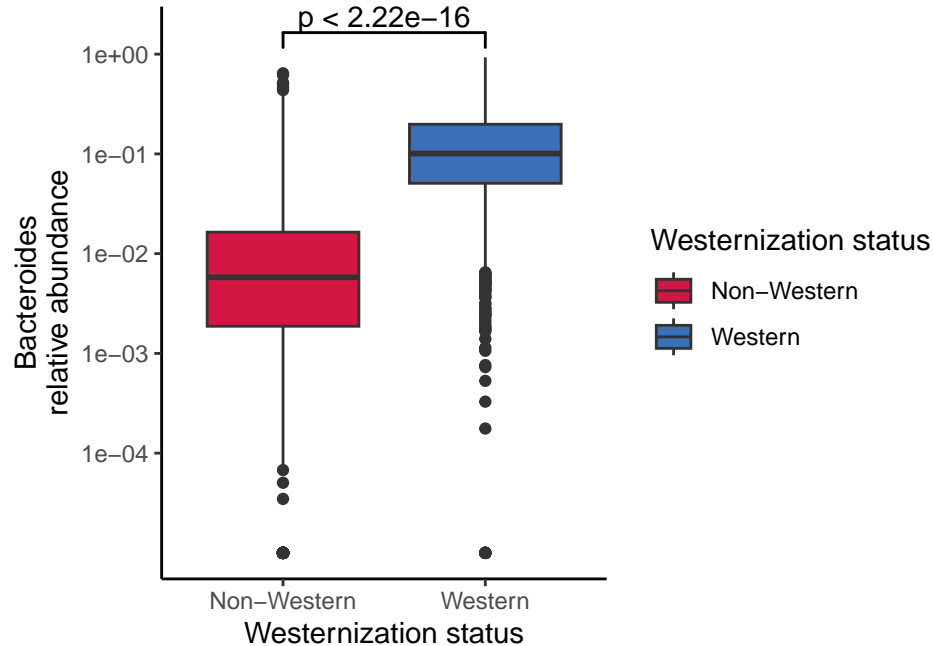 p < 2.22e−16
1e+00
1e−01
1e−02
1e−03
1e−04
Bacteroides
relative abundance
Non−Western
Western
Westernization status
Westernization status
Non−Western
Western